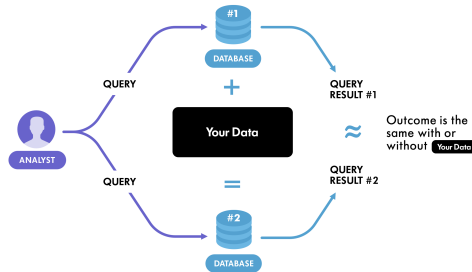 #1
DATABASE
QUERY
+
QUERY
RESULT #1
Your Data
ANALYST
≈
Outcome is the
same with or
without Your Data
QUERY
=
QUERY
RESULT #2
#2
DATABASE